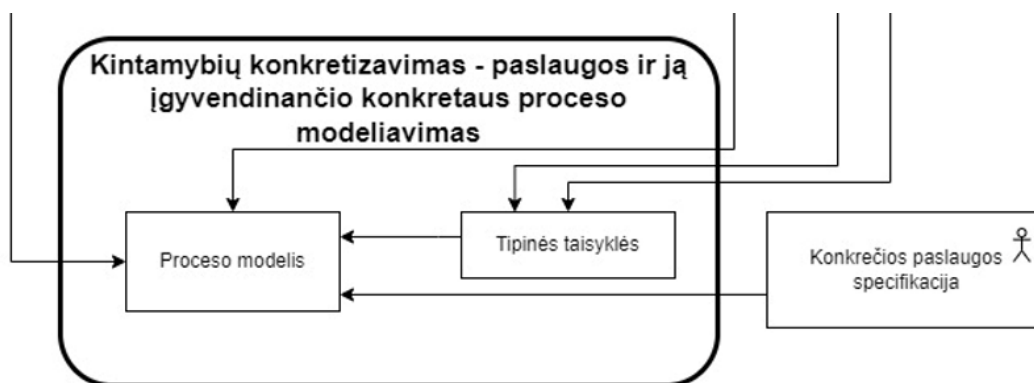 Kintamybių konkretizavimas - paslaugos ir ją
įgyvendinančio konkretaus proceso
modeliavimas
Proceso modelis
Tipinės taisyklės
Konkrečios paslaugos
specifikacija